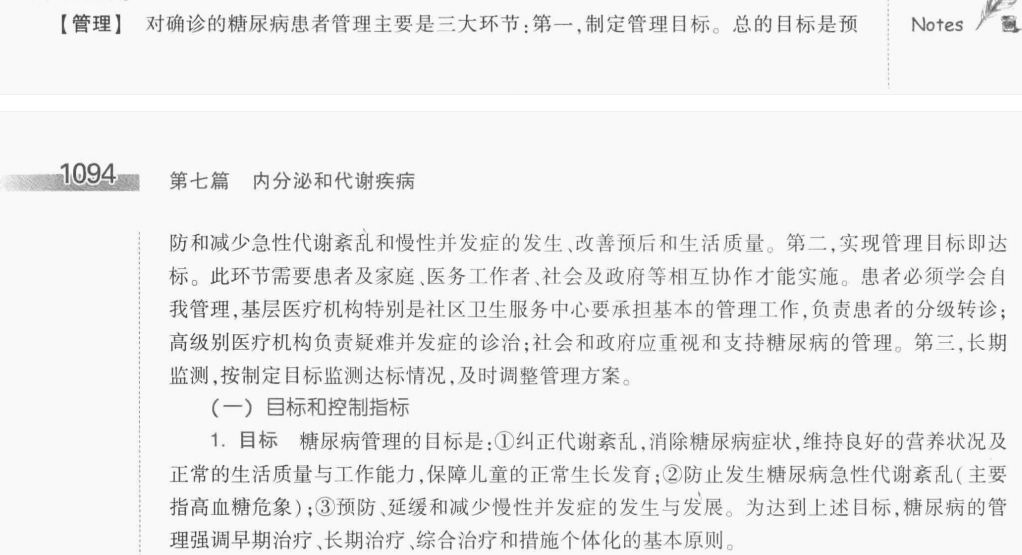 【管理】 对确诊的糖尿病患者管理主要是三大环节：第一，制定管理目标。总的目标是预
Notes
1094
第七篇 内分泌和代谢疾病
防和减少急性代谢紊乱和慢性并发症的发生、改善预后和生活质量。第二，实现管理目标即达
标。此环节需要患者及家庭、医务工作者、社会及政府等相互协作才能实施。患者必须学会自
我管理，基层医疗机构特别是社区卫生服务中心要承担基本的管理工作，负责患者的分级转诊；
高级别医疗机构负责疑难并发症的诊治；社会和政府应重视和支持糖尿病的管理。第三，长期
监测，按制定目标监测达标情况，及时调整管理方案。
（一）目标和控制指标
1. 目标 糖尿病管理的目标是：①纠正代谢紊乱，消除糖尿病症状，维持良好的营养状况及
正常的生活质量与工作能力，保障儿童的正常生长发育；②防止发生糖尿病急性代谢紊乱（主要
指高血糖危象）；③预防、延缓和减少慢性并发症的发生与发展。为达到上述目标，糖尿病的管
理强调早期治疗、长期治疗、综合治疗和措施个体化的基本原则。